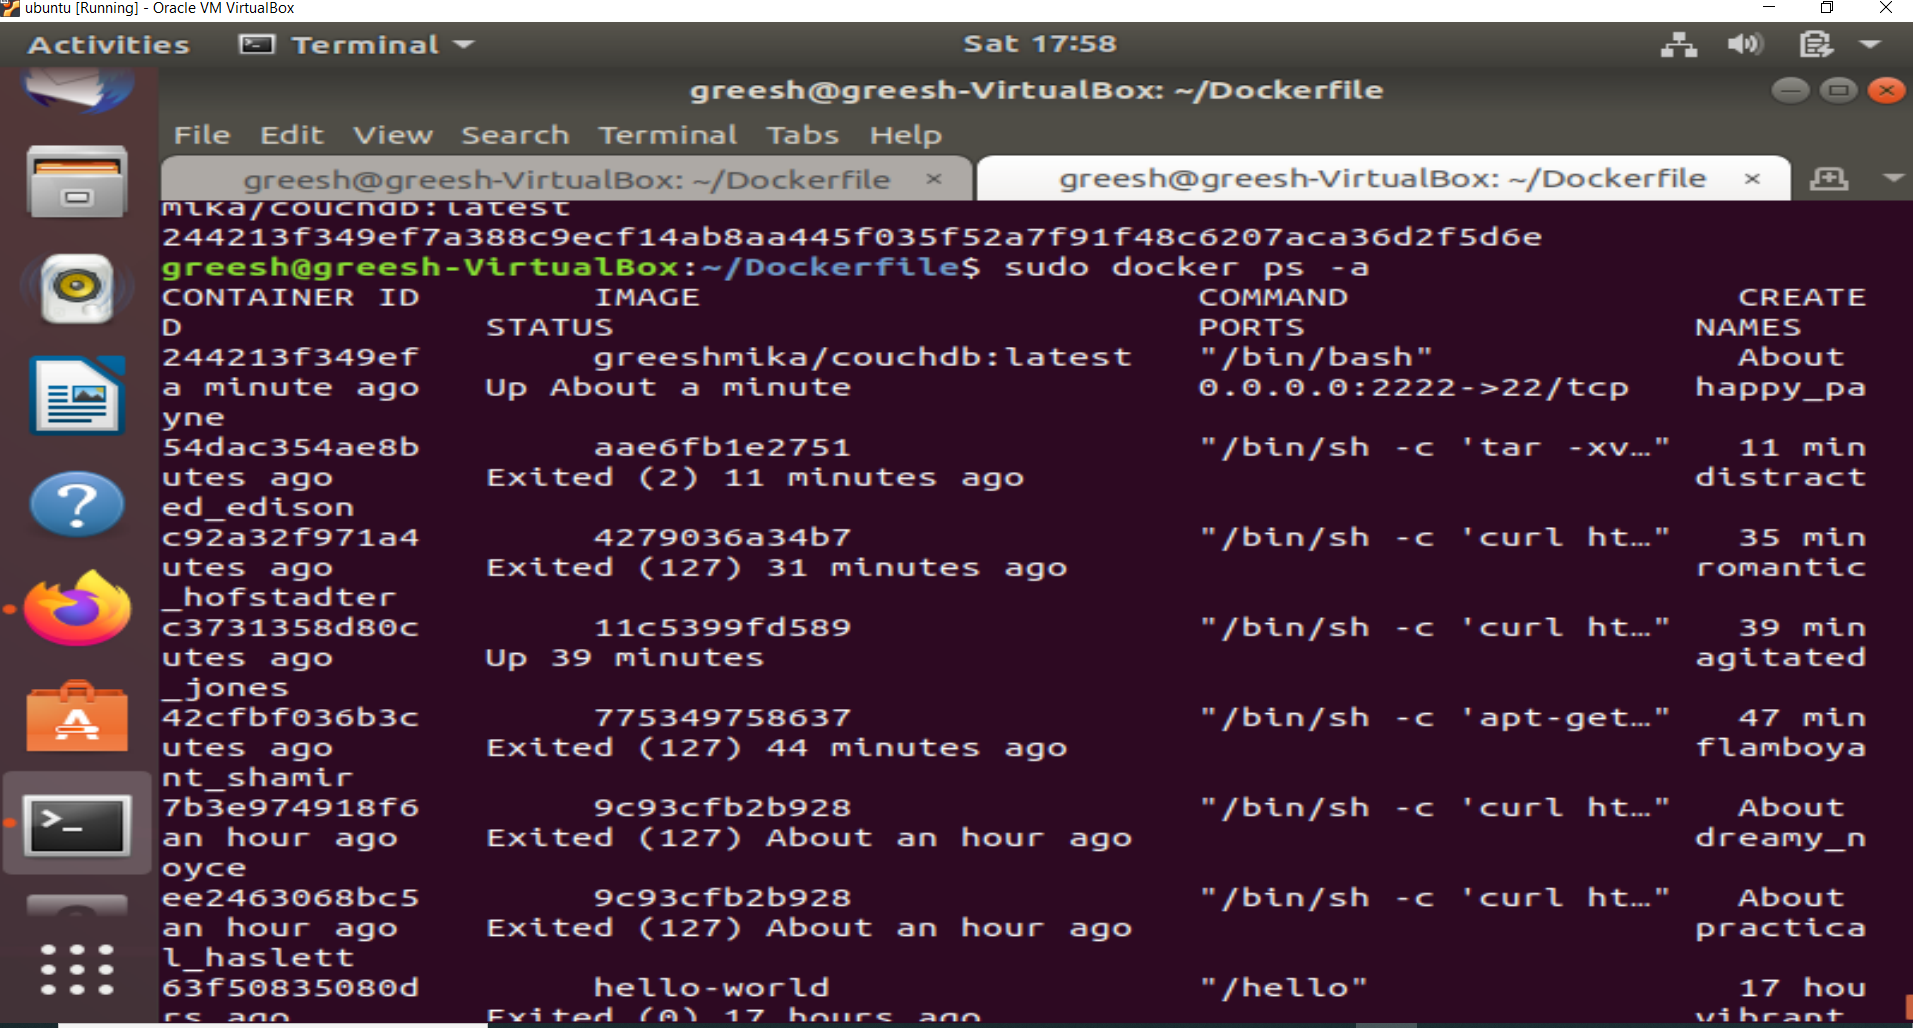 ubuntu [Running] - Oracle VM VirtualBox
Activities Terminal Sat 17:58
greesh@greesh-VirtualBox: ~/Dockerfile
File Edit View Search Terminal Tabs Help
greesh@greesh-VirtualBox: ~/Dockerfile × greesh@greesh-VirtualBox: ~/Dockerfile ×
mika/couchdb:latest
244213f349ef7a388c9ecf14ab8aa445f035f52a7f91f48c6207aca36d2f5d6e
greesh@greesh-VirtualBox:~/Dockerfile$ sudo docker ps -a
CONTAINER ID IMAGE COMMAND CREATE
D STATUS PORTS NAMES
244213f349ef greeshmika/couchdb:latest "/bin/bash" About
a minute ago Up About a minute 0.0.0.0:2222->22/tcp happy_pa
yne
54dac354ae8b aae6fb1e2751 "/bin/sh -c 'tar -xv…" 11 min
utes ago Exited (2) 11 minutes ago distract
ed_edison
c92a32f971a4 4279036a34b7 "/bin/sh -c 'curl ht…" 35 min
utes ago Exited (127) 31 minutes ago romantic
_hofstadter
c3731358d80c 11c5399fd589 "/bin/sh -c 'curl ht…" 39 min
utes ago Up 39 minutes agitated
_jones
42cfbf036b3c 775349758637 "/bin/sh -c 'apt-get…" 47 min
utes ago Exited (127) 44 minutes ago flamboya
nt_shamir
7b3e974918f6 9c93cfb2b928 "/bin/sh -c 'curl ht…" About
an hour ago Exited (127) About an hour ago dreamy_n
oyce
ee2463068bc5 9c93cfb2b928 "/bin/sh -c 'curl ht…" About
an hour ago Exited (127) About an hour ago practica
l_haslett
63f50835080d hello-world "/hello" 17 hou
rs ago Exited (0) 17 hours ago vibrant